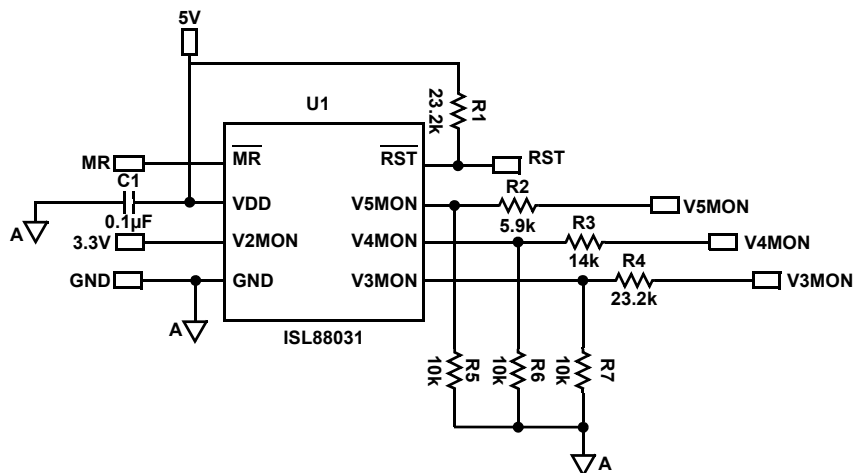 5V
U1
23.2k
R1
MR
MR
RST
RST
C1
0.1µF
A
VDD
V5MON
R2
5.9k
V5MON
3.3V
V2MON
V4MON
R3
14k
V4MON
GND
GND
V3MON
R4
23.2k
V3MON
A
ISL88031
10k
R5
10k
R6
10k
R7
A